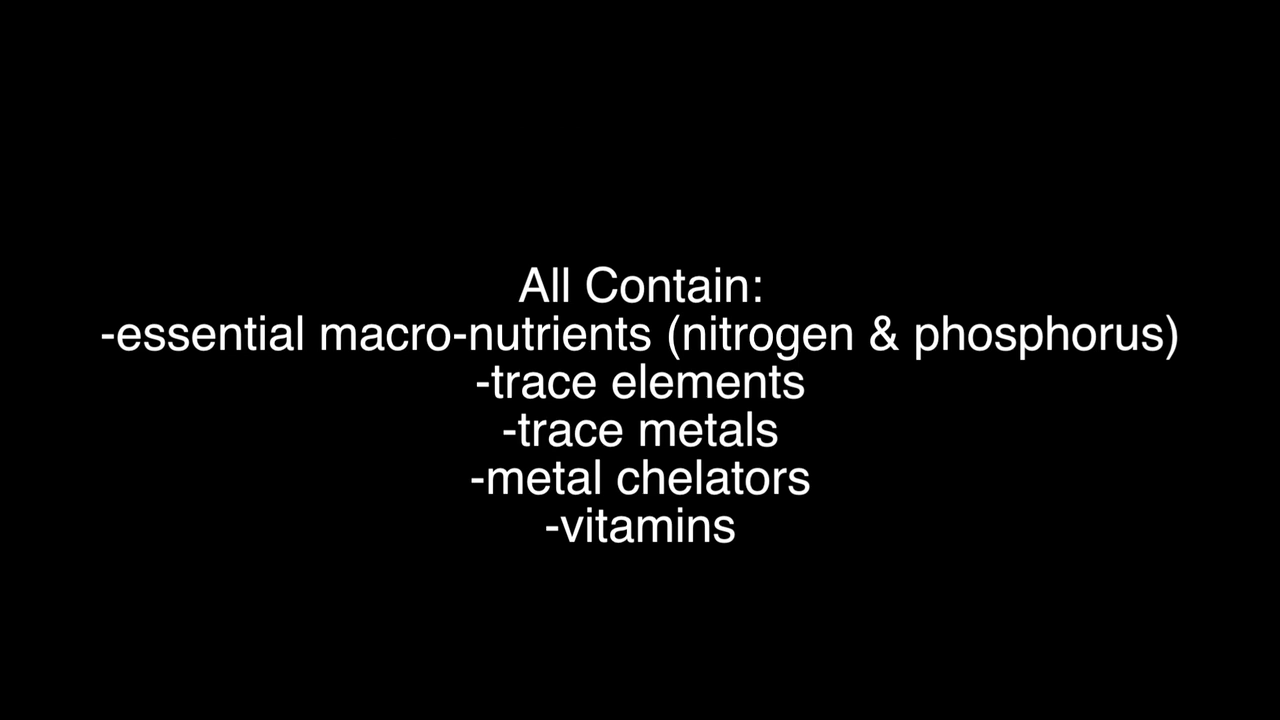 All Contain:
-essential macro-nutrients (nitrogen & phosphorus)
-trace elements
-trace metals
-metal chelators
-vitamins